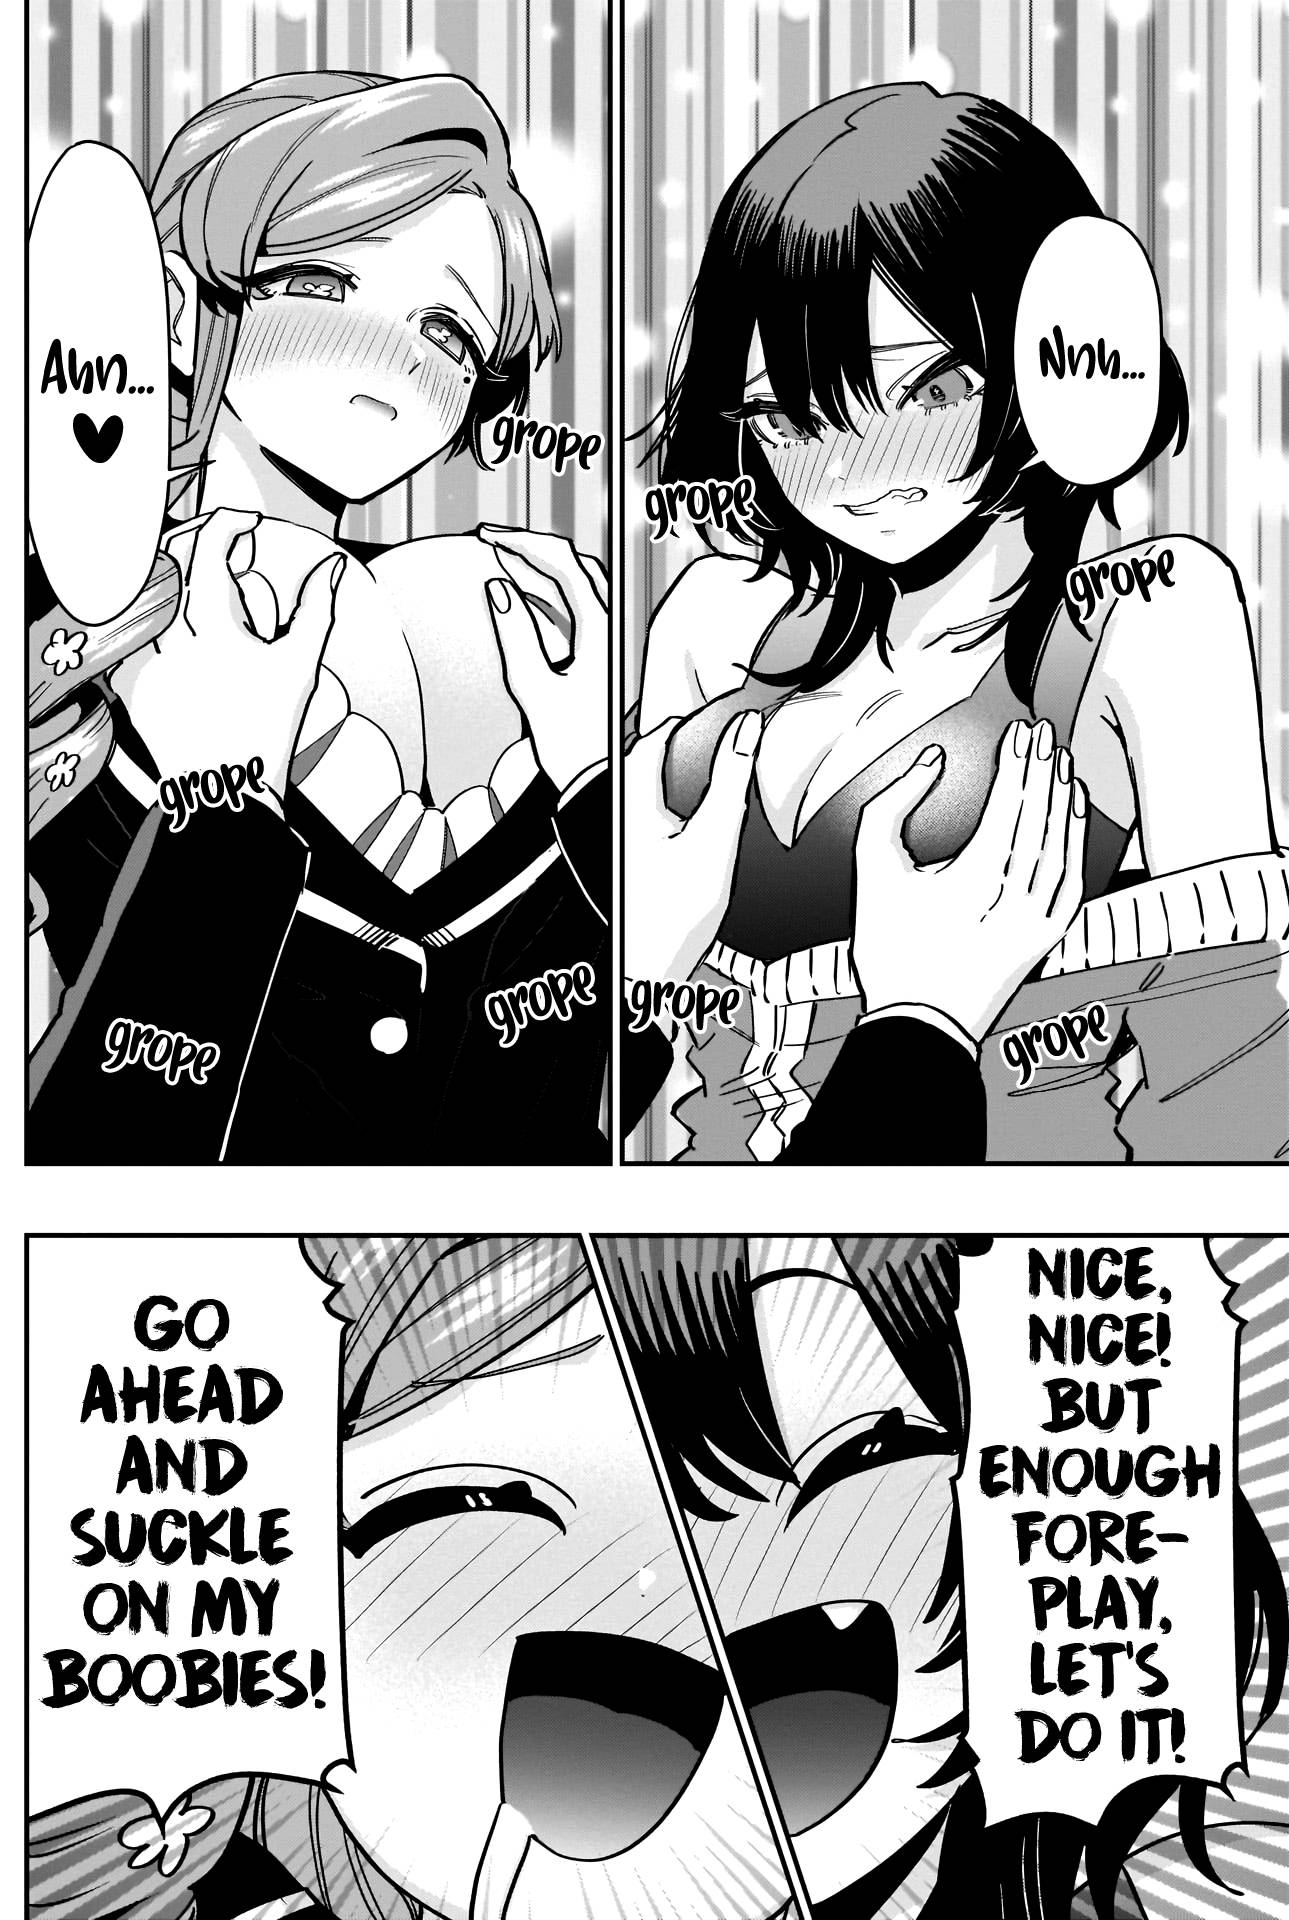 Nnh...
grope
grope
grope
grope
Ahn...
♥
grope
grope
grope
grope
NICE,
NICE!
BUT
ENOUGH
FORE-
PLAY,
LET'S
DO IT!
GO
AHEAD
AND
SUCKLE
ON MY
BOOBIES!